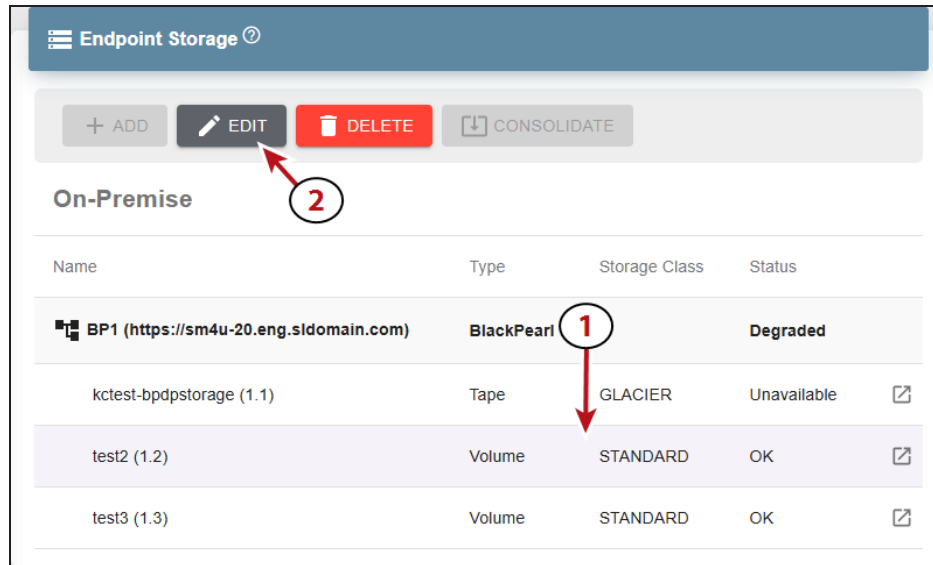 Endpoint Storage ?
+ ADD EDIT DELETE CONSOLIDATE
2
On-Premise
Name Type Storage Class Status
BP1 (https://sm4u-20.eng.sldomain.com) BlackPearl 1 Degraded
kctest-bpdpstorage (1.1) Tape GLACIER Unavailable
test2 (1.2) Volume STANDARD OK
test3 (1.3) Volume STANDARD OK